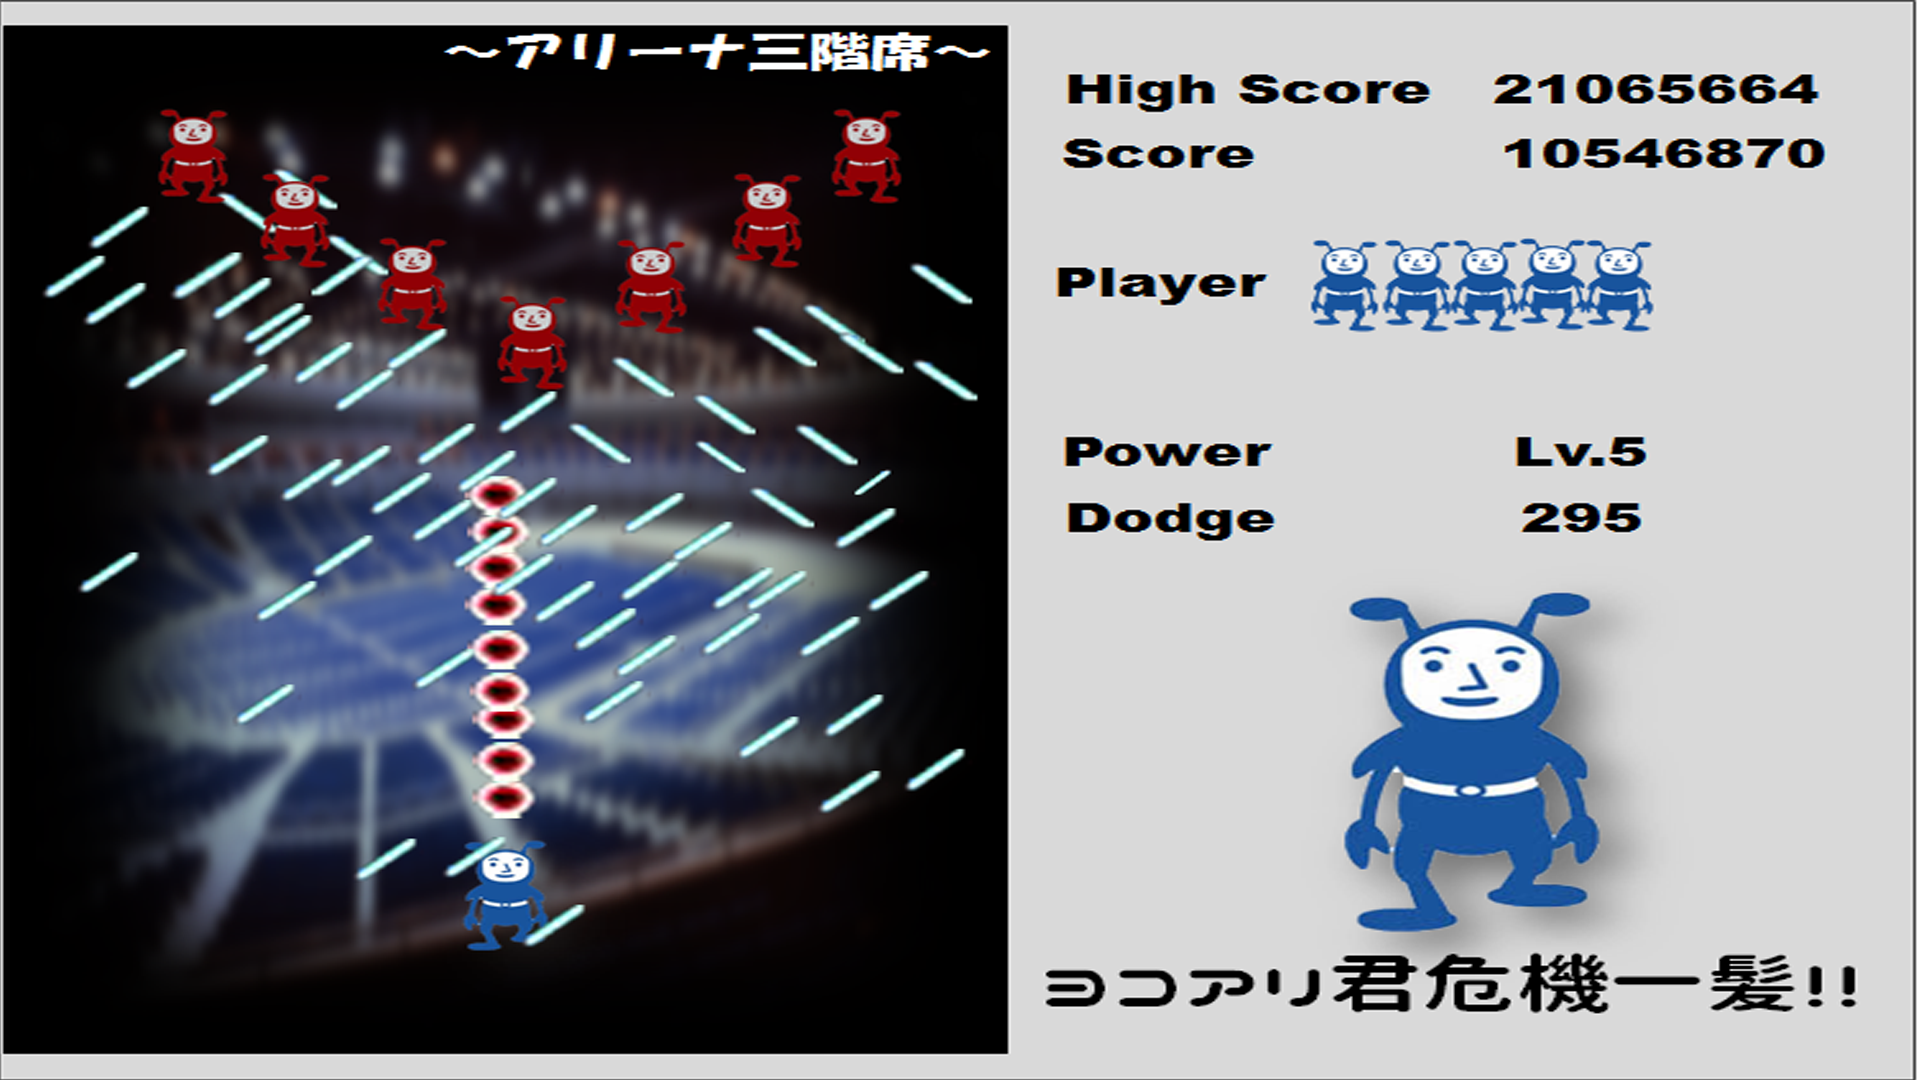 ～アリーナ三階席～
High Score 21065664
Score 10546870
Player
Power Lv.5
Dodge 295
ヨコアリ君危機一髪!!